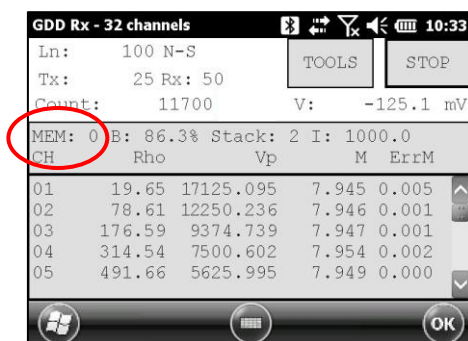 GDD Rx - 32 channels 10:33
Ln: 100 N-S
TOOLS STOP
Tx: 25 Rx: 50
Count: 11700 V: -125.1 mV
MEM: 0 B: 86.3% Stack: 2 I: 1000.0
CH Rho Vp M ErrM
01 19.65 17125.095 7.945 0.005
02 78.61 12250.236 7.946 0.001
03 176.59 9374.739 7.947 0.001
04 314.54 7500.602 7.954 0.002
05 491.66 5625.995 7.949 0.000
OK